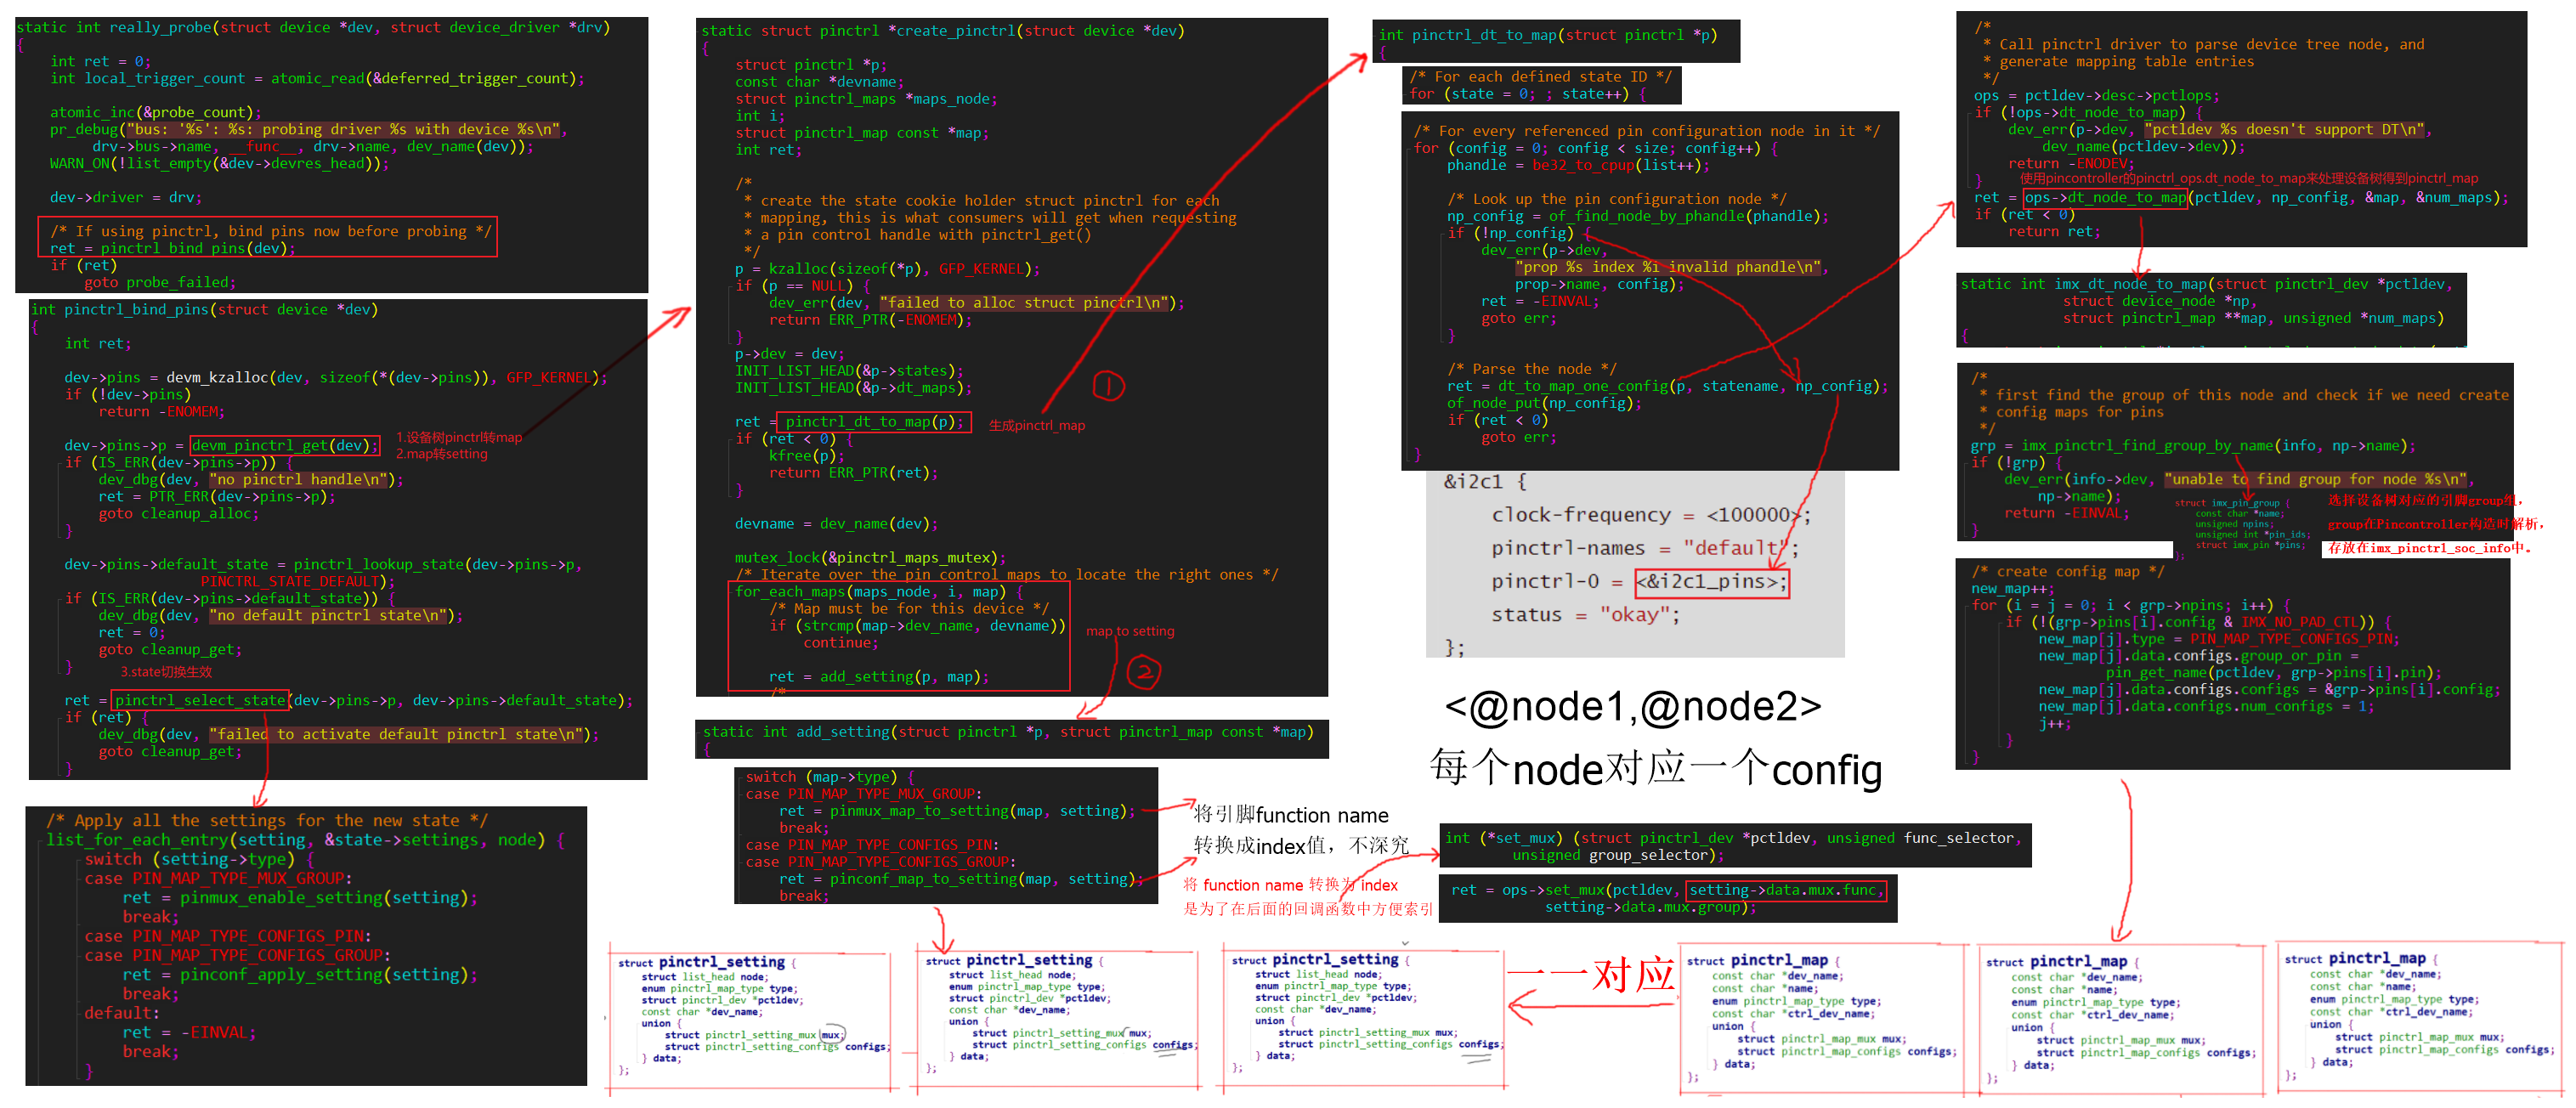 static int really_probe(struct device *dev, struct device_driver *drv)
{
int ret = 0;
int local_trigger_count = atomic_read(&deferred_trigger_count);
atomic_inc(&probe_count);
pr_debug("bus: '%s': %s: probing driver %s with device %s\n",
drv->bus->name, __func__, drv->name, dev_name(dev));
WARN_ON(!list_empty(&dev->devres_head));
dev->driver = drv;
/* If using pinctrl, bind pins now before probing */
ret = pinctrl_bind_pins(dev);
if (ret)
goto probe_failed;
int pinctrl_bind_pins(struct device *dev)
{
int ret;
dev->pins = devm_kzalloc(dev, sizeof(*(dev->pins)), GFP_KERNEL);
if (!dev->pins)
return -ENOMEM;
dev->pins->p = devm_pinctrl_get(dev);
1.设备树pinctrl转map
2.map转setting
if (IS_ERR(dev->pins->p)) {
dev_dbg(dev, "no pinctrl handle\n");
ret = PTR_ERR(dev->pins->p);
goto cleanup_alloc;
}
dev->pins->default_state = pinctrl_lookup_state(dev->pins->p,
PINCTRL_STATE_DEFAULT);
if (IS_ERR(dev->pins->default_state)) {
dev_dbg(dev, "no default pinctrl state\n");
ret = 0;
goto cleanup_get;
}
3.state切换生效
ret = pinctrl_select_state(dev->pins->p, dev->pins->default_state);
if (ret) {
dev_dbg(dev, "failed to activate default pinctrl state\n");
goto cleanup_get;
}
/* Apply all the settings for the new state */
list_for_each_entry(setting, &state->settings, node) {
switch (setting->type) {
case PIN_MAP_TYPE_MUX_GROUP:
ret = pinmux_enable_setting(setting);
break;
case PIN_MAP_TYPE_CONFIGS_PIN:
case PIN_MAP_TYPE_CONFIGS_GROUP:
ret = pinconf_apply_setting(setting);
break;
default:
ret = -EINVAL;
break;
}
static struct pinctrl *create_pinctrl(struct device *dev)
{
struct pinctrl *p;
const char *devname;
struct pinctrl_maps *maps_node;
int i;
struct pinctrl_map const *map;
int ret;
/*
* create the state cookie holder struct pinctrl for each
* mapping, this is what consumers will get when requesting
* a pin control handle with pinctrl_get()
*/
p = kzalloc(sizeof(*p), GFP_KERNEL);
if (p == NULL) {
dev_err(dev, "failed to alloc struct pinctrl\n");
return ERR_PTR(-ENOMEM);
}
p->dev = dev;
INIT_LIST_HEAD(&p->states);
INIT_LIST_HEAD(&p->dt_maps);
①
ret = pinctrl_dt_to_map(p);
生成pinctrl_map
if (ret < 0) {
kfree(p);
return ERR_PTR(ret);
}
devname = dev_name(dev);
mutex_lock(&pinctrl_maps_mutex);
/* Iterate over the pin control maps to locate the right ones */
for_each_maps(maps_node, i, map) {
/* Map must be for this device */
if (strcmp(map->dev_name, devname))
continue;
ret = add_setting(p, map);
/*
map to setting
②
static int add_setting(struct pinctrl *p, struct pinctrl_map const *map)
{
switch (map->type) {
case PIN_MAP_TYPE_MUX_GROUP:
ret = pinmux_map_to_setting(map, setting);
break;
case PIN_MAP_TYPE_CONFIGS_PIN:
case PIN_MAP_TYPE_CONFIGS_GROUP:
ret = pinconf_map_to_setting(map, setting);
break;
将引脚function name
转换成index值，不深究
将 function name 转换为 index
是为了在后面的回调函数中方便索引
int pinctrl_dt_to_map(struct pinctrl *p)
{
/* For each defined state ID */
for (state = 0; ; state++) {
/* For every referenced pin configuration node in it */
for (config = 0; config < size; config++) {
phandle = be32_to_cpup(list++);
/* Look up the pin configuration node */
np_config = of_find_node_by_phandle(phandle);
if (!np_config) {
dev_err(p->dev,
"prop %s index %i invalid phandle\n",
prop->name, config);
ret = -EINVAL;
goto err;
}
/* Parse the node */
ret = dt_to_map_one_config(p, statename, np_config);
of_node_put(np_config);
if (ret < 0)
goto err;
}
&i2c1 {
clock-frequency = <100000>;
pinctrl-names = "default";
pinctrl-0 = <&i2c1_pins>;
status = "okay";
};
<@node1,@node2>
每个node对应一个config
int (*set_mux) (struct pinctrl_dev *pctldev, unsigned func_selector,
unsigned group_selector);
ret = ops->set_mux(pctldev, setting->data.mux.func,
setting->data.mux.group);
/*
* Call pinctrl driver to parse device tree node, and
* generate mapping table entries
*/
ops = pctldev->desc->pctlops;
if (!ops->dt_node_to_map) {
dev_err(p->dev, "pctldev %s doesn't support DT\n",
dev_name(pctldev->dev));
return -ENODEV;
}
使用pincontroller的pinctrl_ops.dt_node_to_map来处理设备树得到pinctrl_map
ret = ops->dt_node_to_map(pctldev, np_config, &map, &num_maps);
if (ret < 0)
return ret;
static int imx_dt_node_to_map(struct pinctrl_dev *pctldev,
struct device_node *np,
struct pinctrl_map **map, unsigned *num_maps)
{
/*
* first find the group of this node and check if we need create
* config maps for pins
*/
grp = imx_pinctrl_find_group_by_name(info, np->name);
if (!grp) {
dev_err(info->dev, "unable to find group for node %s\n",
np->name);
return -EINVAL;
}
struct imx_pin_group {
const char *name;
unsigned npins;
unsigned int *pin_ids;
struct imx_pin *pins;
};
选择设备树对应的引脚group组，
group在Pincontroller构造时解析，
存放在imx_pinctrl_soc_info中。
/* create config map */
new_map++;
for (i = j = 0; i < grp->npins; i++) {
if (!(grp->pins[i].config & IMX_NO_PAD_CTL)) {
new_map[j].type = PIN_MAP_TYPE_CONFIGS_PIN;
new_map[j].data.configs.group_or_pin =
pin_get_name(pctldev, grp->pins[i].pin);
new_map[j].data.configs.configs = &grp->pins[i].config;
new_map[j].data.configs.num_configs = 1;
j++;
}
}
struct pinctrl_setting {
struct list_head node;
enum pinctrl_map_type type;
struct pinctrl_dev *pctldev;
const char *dev_name;
union {
struct pinctrl_setting_mux mux;
struct pinctrl_setting_configs configs;
} data;
};
struct pinctrl_setting {
struct list_head node;
enum pinctrl_map_type type;
struct pinctrl_dev *pctldev;
const char *dev_name;
union {
struct pinctrl_setting_mux mux;
struct pinctrl_setting_configs configs;
} data;
};
struct pinctrl_setting {
struct list_head node;
enum pinctrl_map_type type;
struct pinctrl_dev *pctldev;
const char *dev_name;
union {
struct pinctrl_setting_mux mux;
struct pinctrl_setting_configs configs;
} data;
};
一一对应
struct pinctrl_map {
const char *dev_name;
const char *name;
enum pinctrl_map_type type;
const char *ctrl_dev_name;
union {
struct pinctrl_map_mux mux;
struct pinctrl_map_configs configs;
} data;
};
struct pinctrl_map {
const char *dev_name;
const char *name;
enum pinctrl_map_type type;
const char *ctrl_dev_name;
union {
struct pinctrl_map_mux mux;
struct pinctrl_map_configs configs;
} data;
};
struct pinctrl_map {
const char *dev_name;
const char *name;
enum pinctrl_map_type type;
const char *ctrl_dev_name;
union {
struct pinctrl_map_mux mux;
struct pinctrl_map_configs configs;
} data;
};